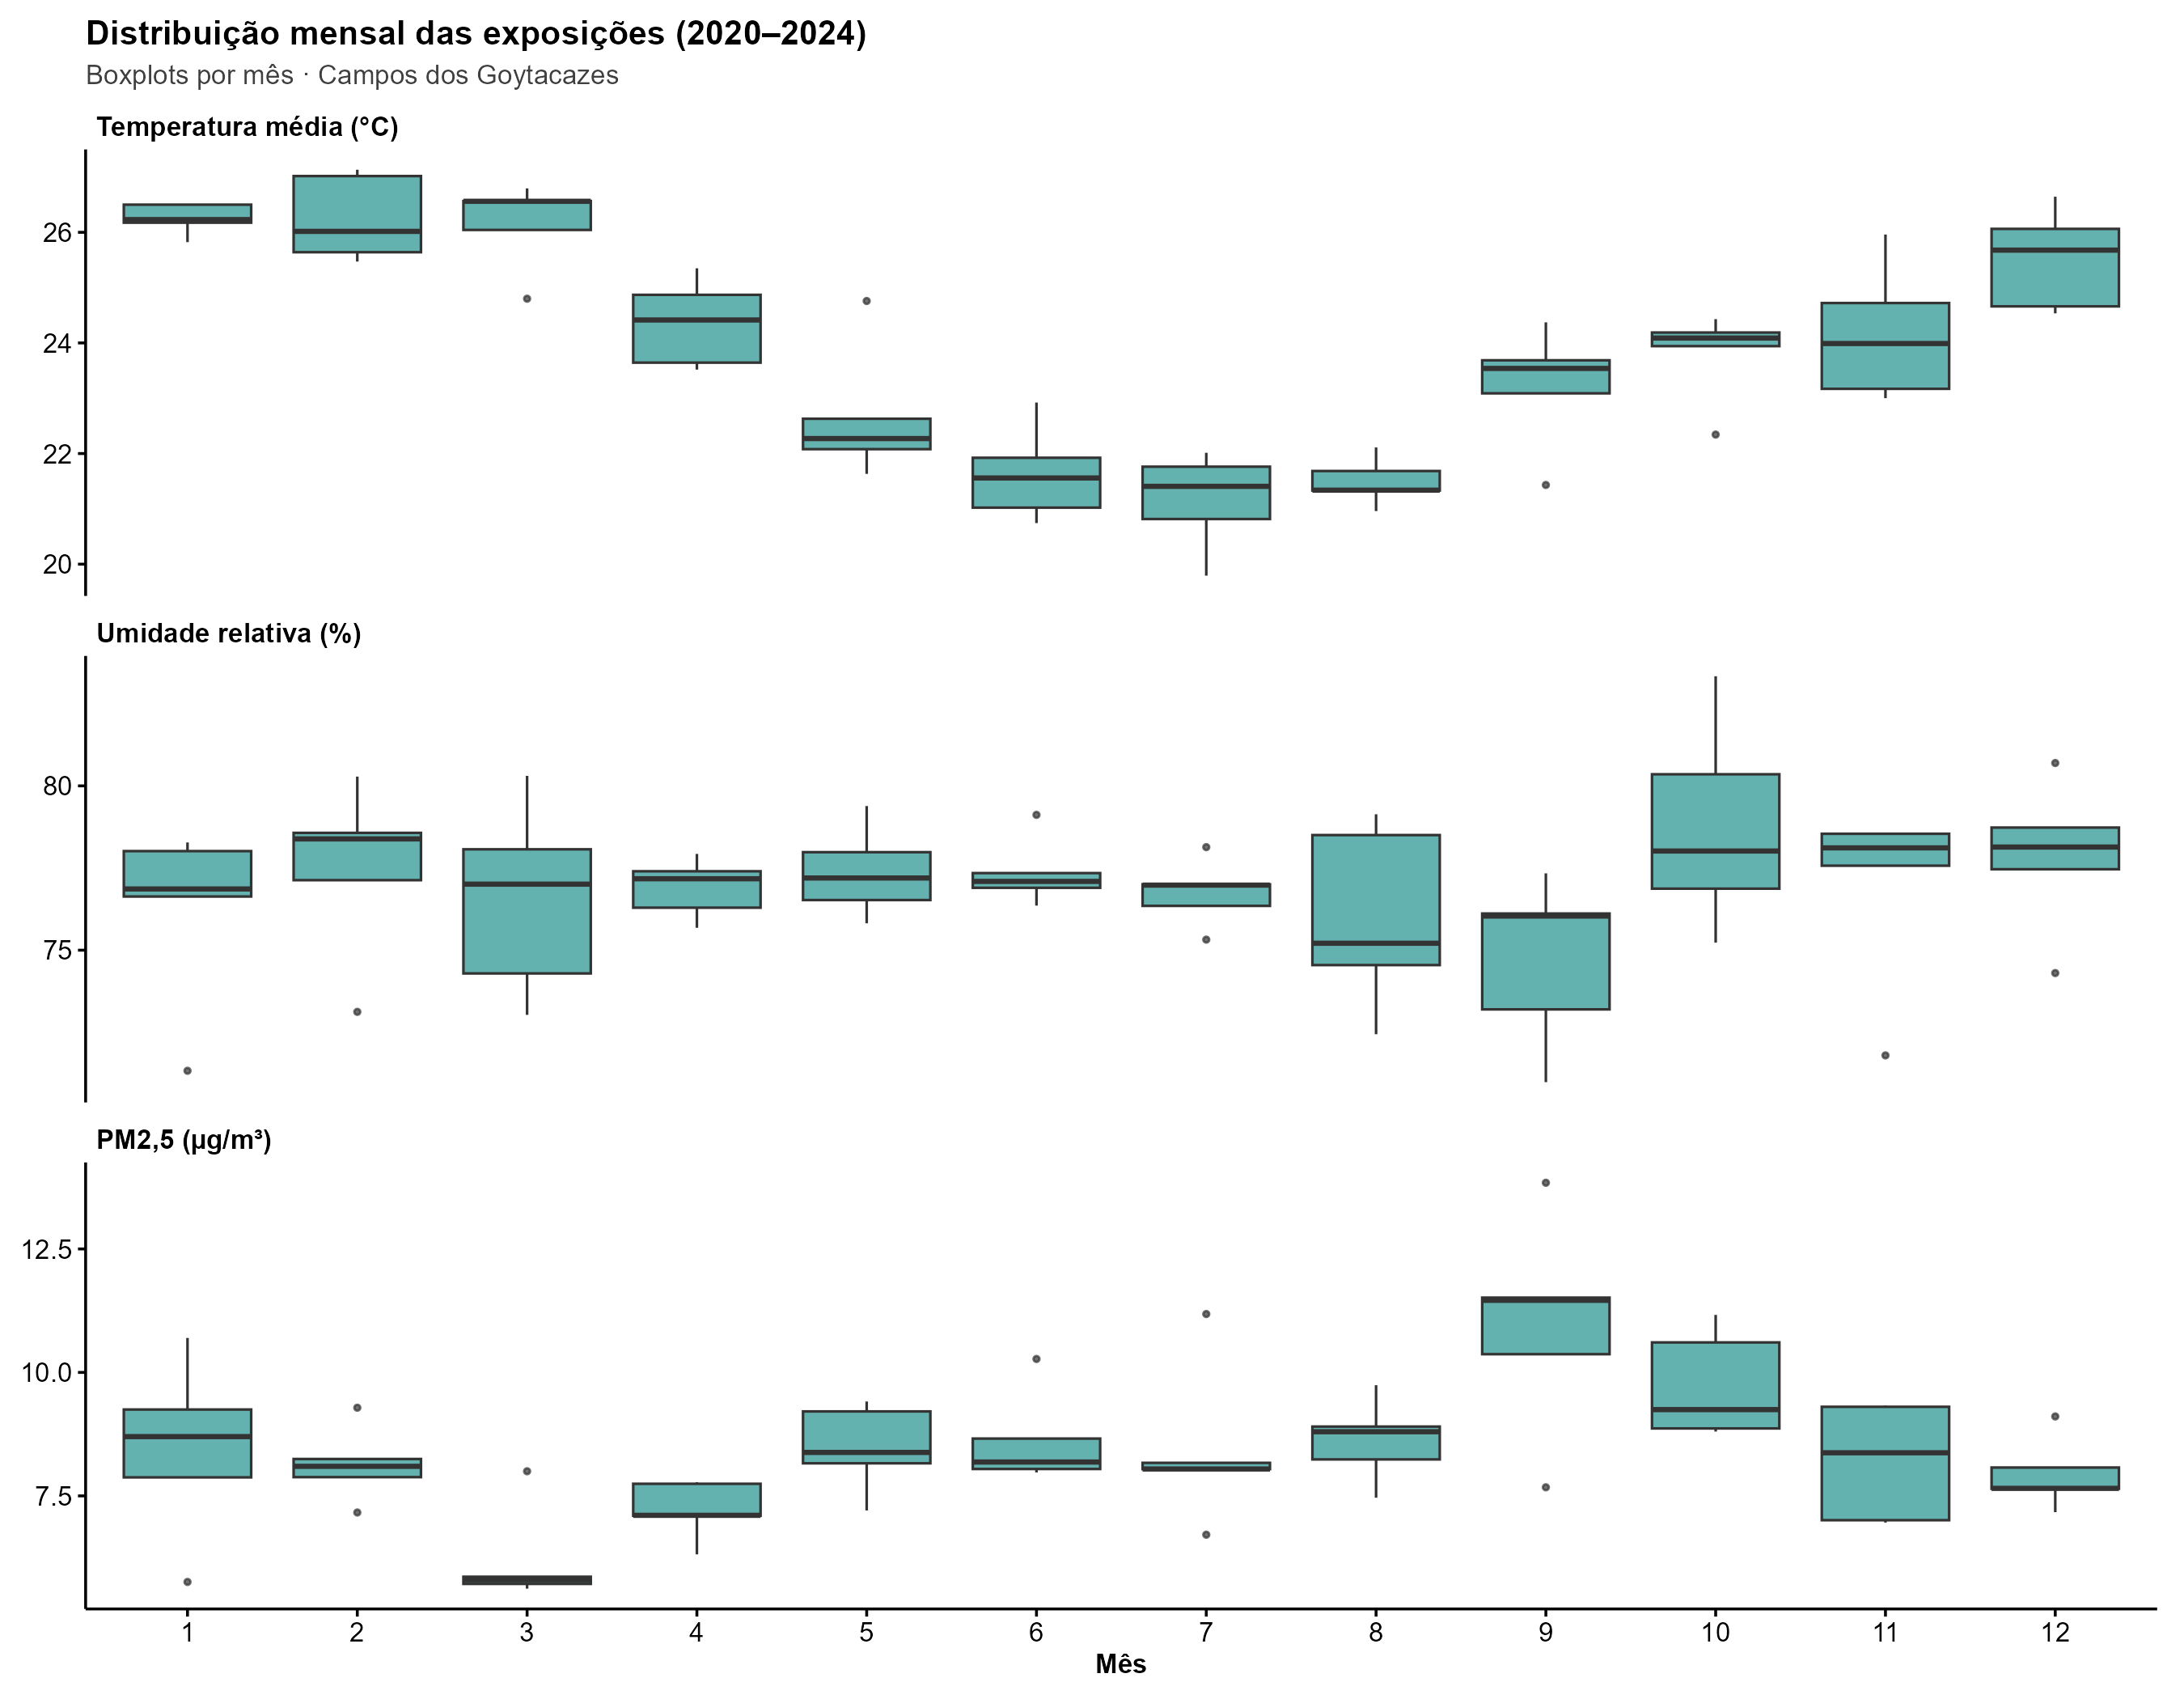 Distribuição mensal das exposições (2020–2024)
Boxplots por mês · Campos dos Goytacazes
Temperatura média (°C)
26
24
22
20
Umidade relativa (%)
80
75
PM2,5 (µg/m³)
12.5
10.0
7.5
1 2 3 4 5 6 7 8 9 10 11 12
Mês